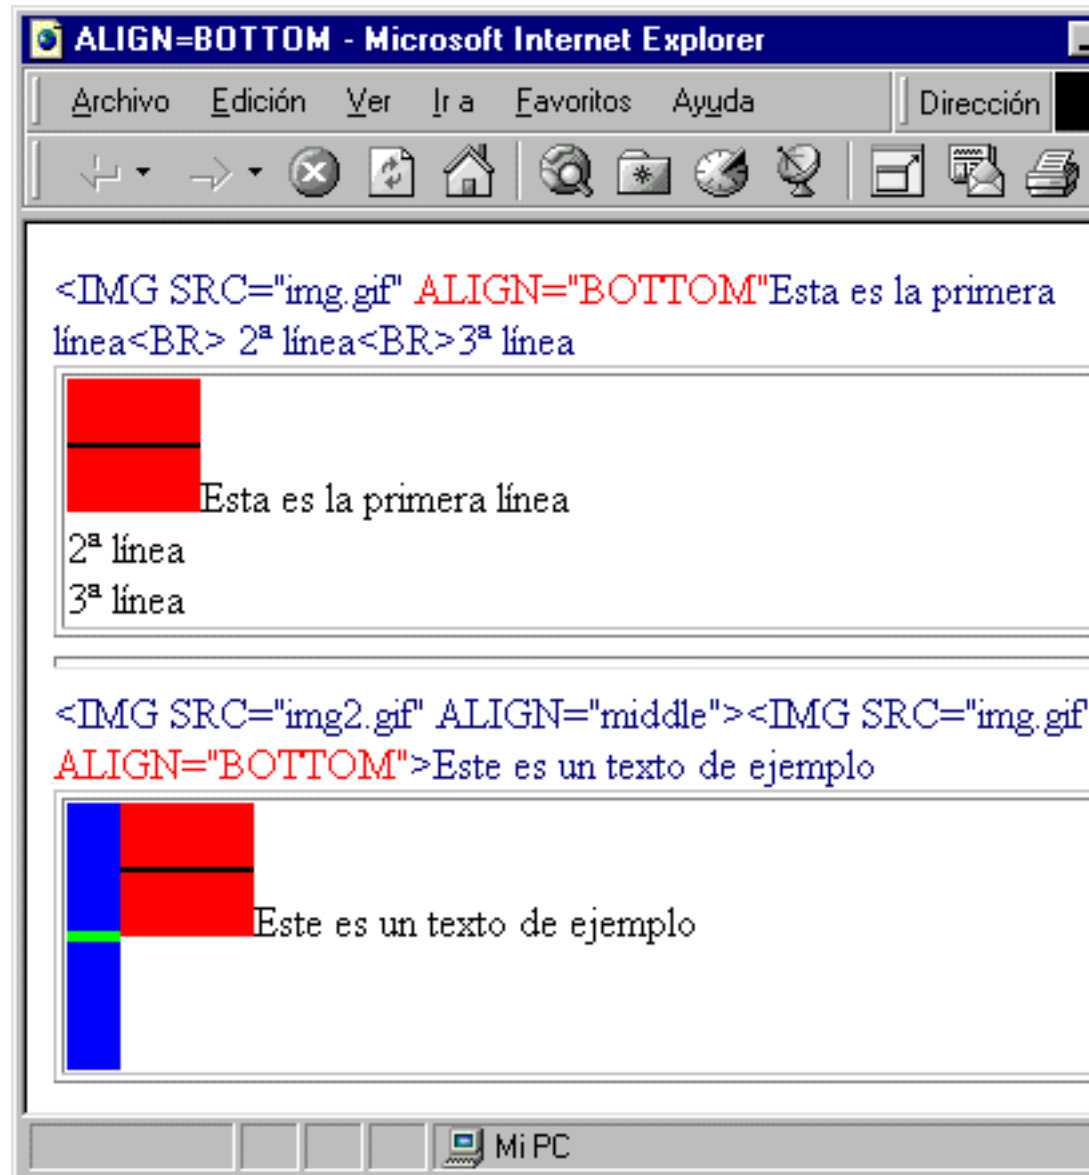 ALIGN=BOTTOM - Microsoft Internet Explorer
Archivo Edición Ver Ir a Favoritos Ayuda Dirección
<IMG SRC="img.gif" ALIGN="BOTTOM"Esta es la primera
línea<BR> 2ª línea<BR>3ª línea
Esta es la primera línea
2ª línea
3ª línea
<IMG SRC="img2.gif" ALIGN="middle"><IMG SRC="img.gif"
ALIGN="BOTTOM">Este es un texto de ejemplo
Este es un texto de ejemplo
Mi PC